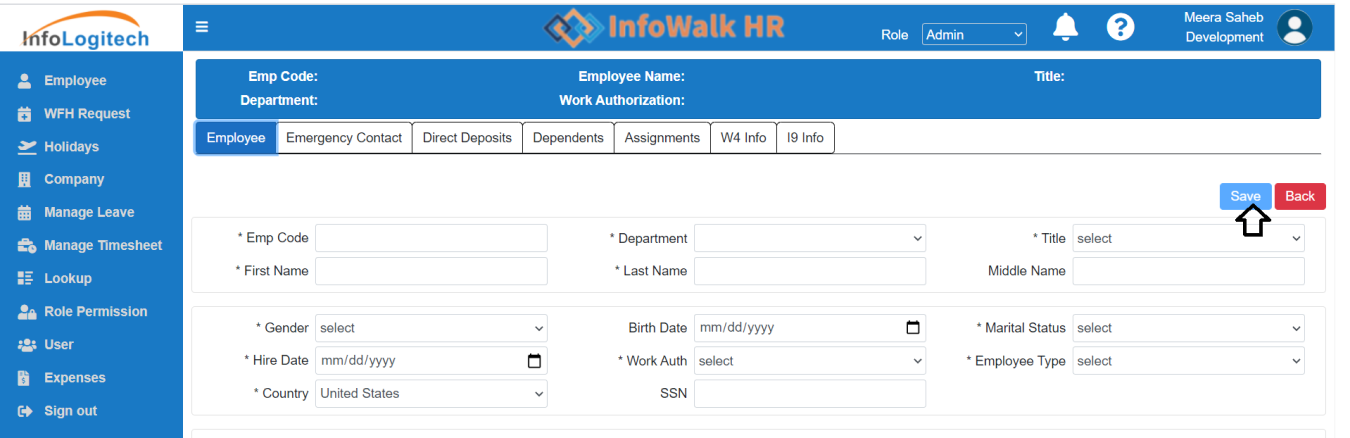 InfoLogitech
InfoWalk HR
Role Admin
Meera Saheb
Development
Employee
WFH Request
Holidays
Company
Manage Leave
Manage Timesheet
Lookup
Role Permission
User
Expenses
Sign out
Emp Code: Employee Name: Title:
Department: Work Authorization:
Employee Emergency Contact Direct Deposits Dependents Assignments W4 Info I9 Info
Save Back
* Emp Code * Department * Title select
* First Name * Last Name Middle Name
* Gender select Birth Date mm/dd/yyyy * Marital Status select
* Hire Date mm/dd/yyyy * Work Auth select * Employee Type select
* Country United States SSN